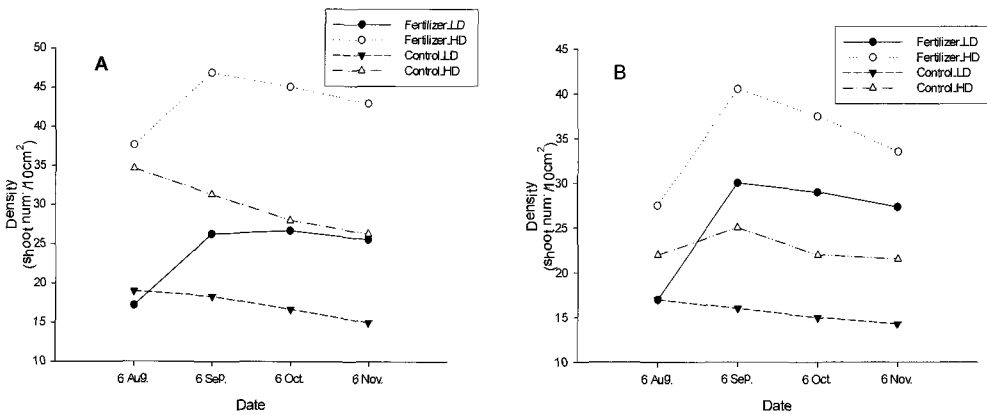 A
Fertilizer.LD
Fertilizer.HD
Control.LD
Control.HD
50
45
40
35
30
25
20
15
10
Density
(shoot num./10cm²)
6 Aug.
6 Sep.
6 Oct.
6 Nov.
Date
B
Fertilizer.LD
Fertilizer.HD
Control.LD
Control.HD
45
40
35
30
25
20
15
10
Density
(shoot num./10cm²)
6 Aug.
6 Sep.
6 Oct.
6 Nov.
Date